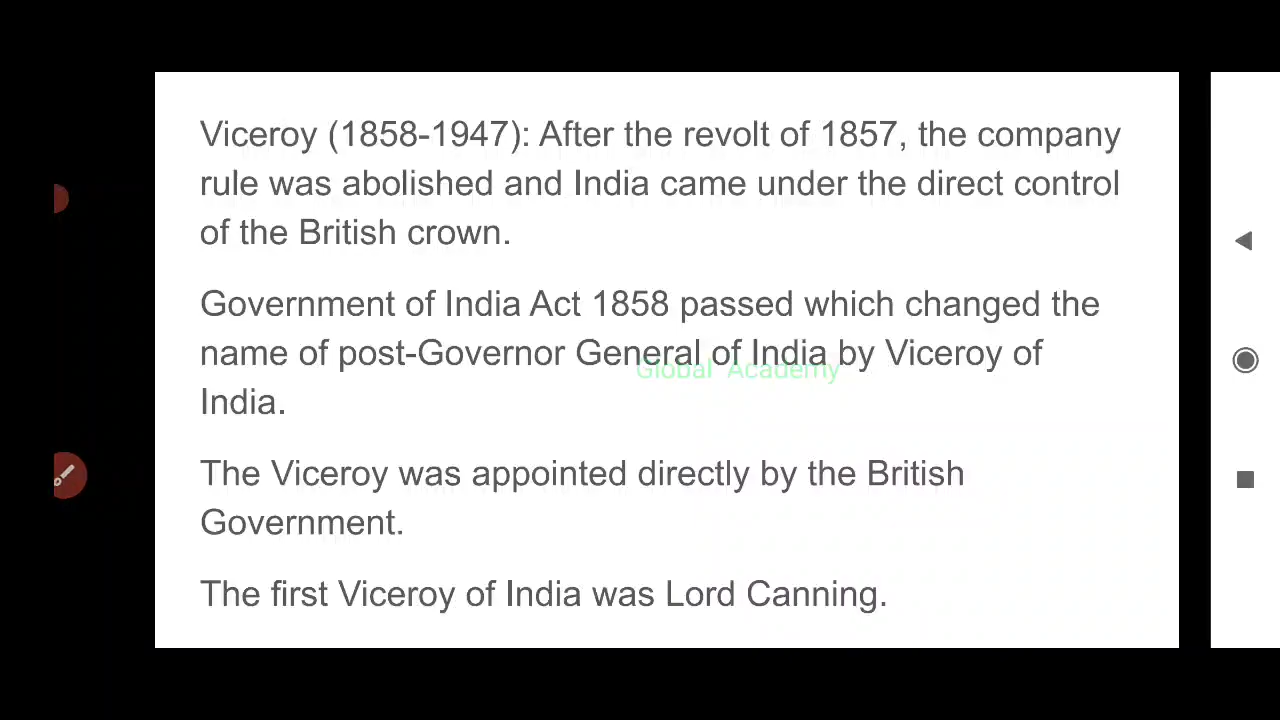 Viceroy (1858-1947): After the revolt of 1857, the company
rule was abolished and India came under the direct control
of the British crown.
Government of India Act 1858 passed which changed the
name of post-Governor General of India by Viceroy of
Global Academy
India.
The Viceroy was appointed directly by the British
Government.
The first Viceroy of India was Lord Canning.